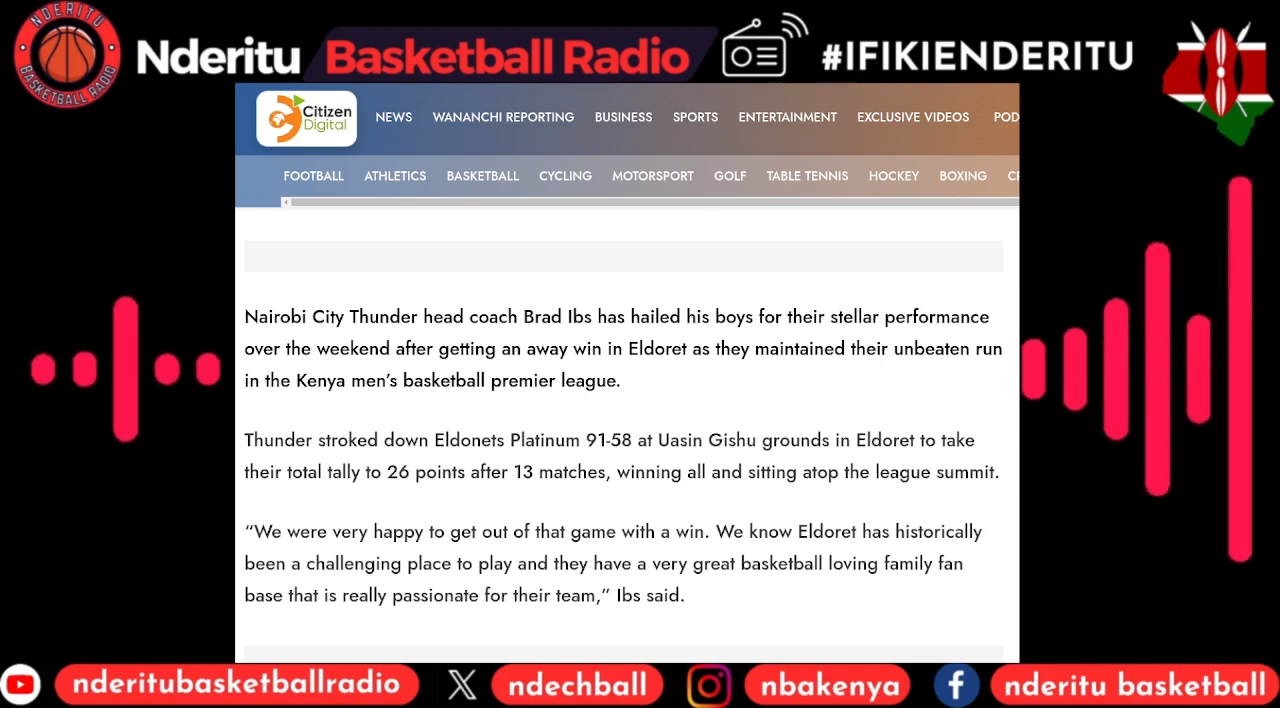 NDERITU
BASKETBALL RADIO
Nderitu Basketball Radio
#IFIKIENDERITU
Citizen
Digital
NEWS WANANCHI REPORTING BUSINESS SPORTS ENTERTAINMENT EXCLUSIVE VIDEOS POD
FOOTBALL ATHLETICS BASKETBALL CYCLING MOTORSPORT GOLF TABLE TENNIS HOCKEY BOXING
Nairobi City Thunder head coach Brad Ibs has hailed his boys for their stellar performance
over the weekend after getting an away win in Eldoret as they maintained their unbeaten run
in the Kenya men’s basketball premier league.
Thunder stroked down Eldonets Platinum 91-58 at Uasin Gishu grounds in Eldoret to take
their total tally to 26 points after 13 matches, winning all and sitting atop the league summit.
“We were very happy to get out of that game with a win. We know Eldoret has historically
been a challenging place to play and they have a very great basketball loving family fan
base that is really passionate for their team,” Ibs said.
nderitubasketballradio ndechball nbakenya nderitu basketball